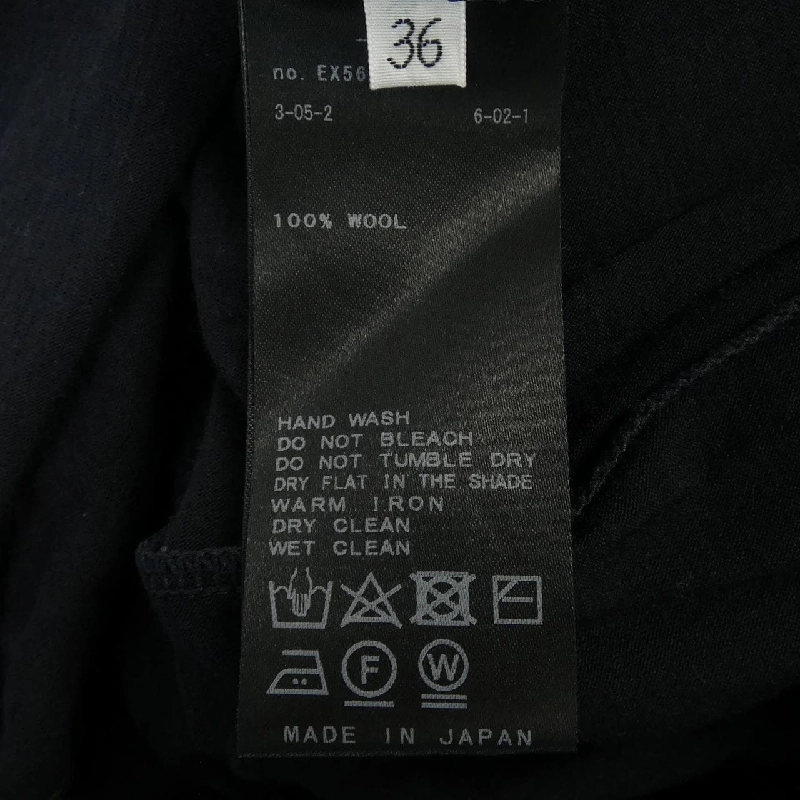 36
no. EX56
3-05-2 6-02-1
100% WOOL
HAND WASH
DO NOT BLEACH
DO NOT TUMBLE DRY
DRY FLAT IN THE SHADE
WARM IRON
DRY CLEAN
WET CLEAN
F W
MADE IN JAPAN